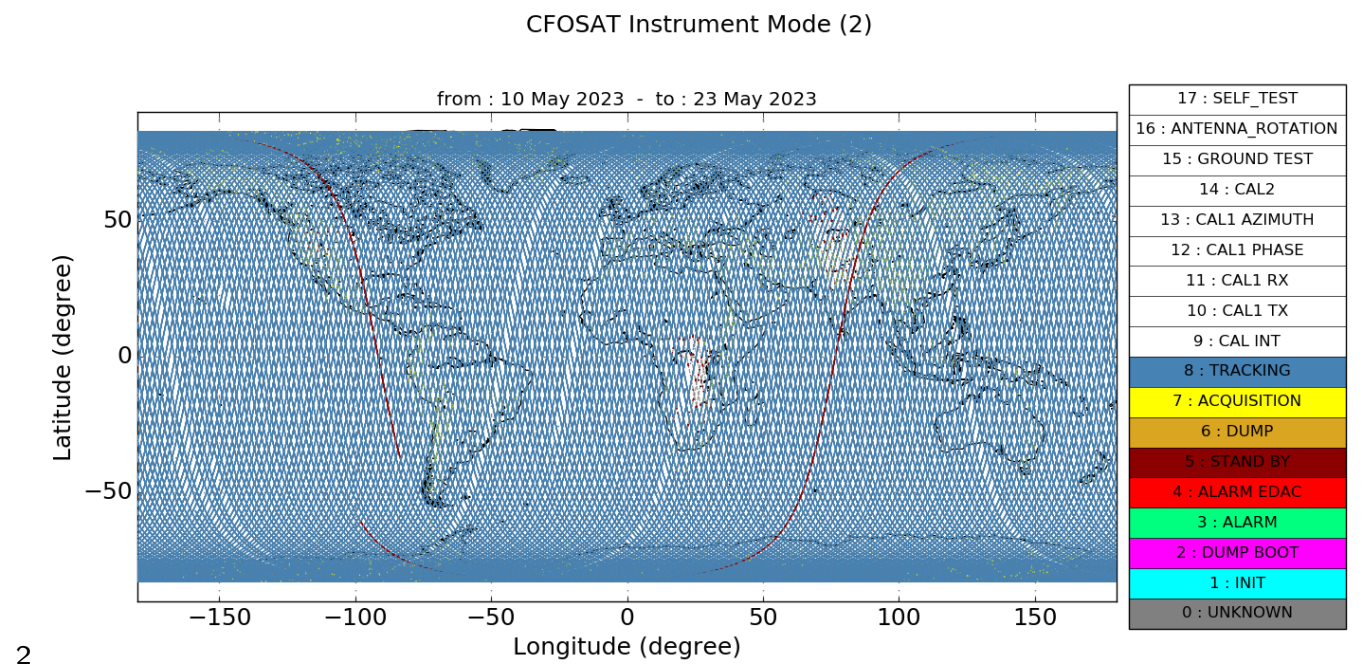 CFOSAT Instrument Mode (2)
from : 10 May 2023  -  to : 23 May 2023
17 : SELF_TEST
16 : ANTENNA_ROTATION
15 : GROUND TEST
14 : CAL2
13 : CAL1 AZIMUTH
12 : CAL1 PHASE
11 : CAL1 RX
10 : CAL1 TX
9 : CAL INT
8 : TRACKING
7 : ACQUISITION
6 : DUMP
5 : STAND BY
4 : ALARM EDAC
3 : ALARM
2 : DUMP BOOT
1 : INIT
0 : UNKNOWN
Latitude (degree)
50
0
−50
−150 −100 −50 0 50 100 150
Longitude (degree)
2